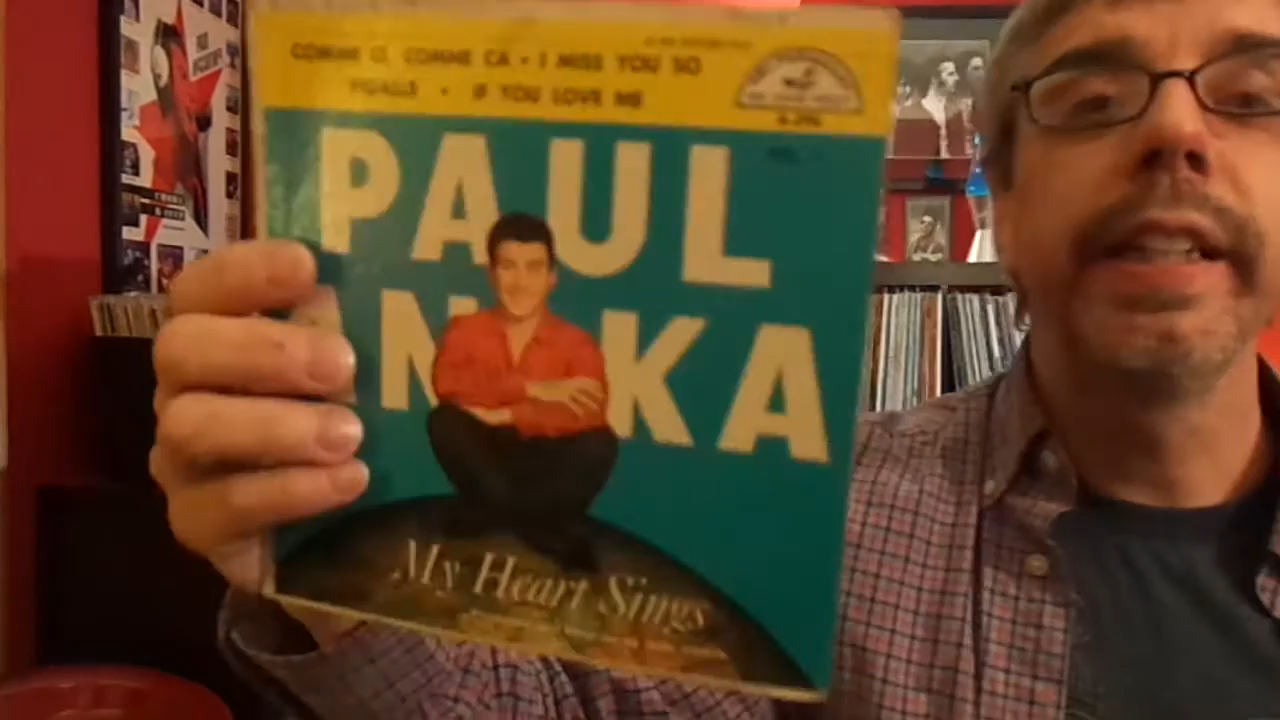 COMME CI, COMME CA • I MISS YOU SO
PIGALLE • IF YOU LOVE ME
PAUL
ANKA
My Heart Sings